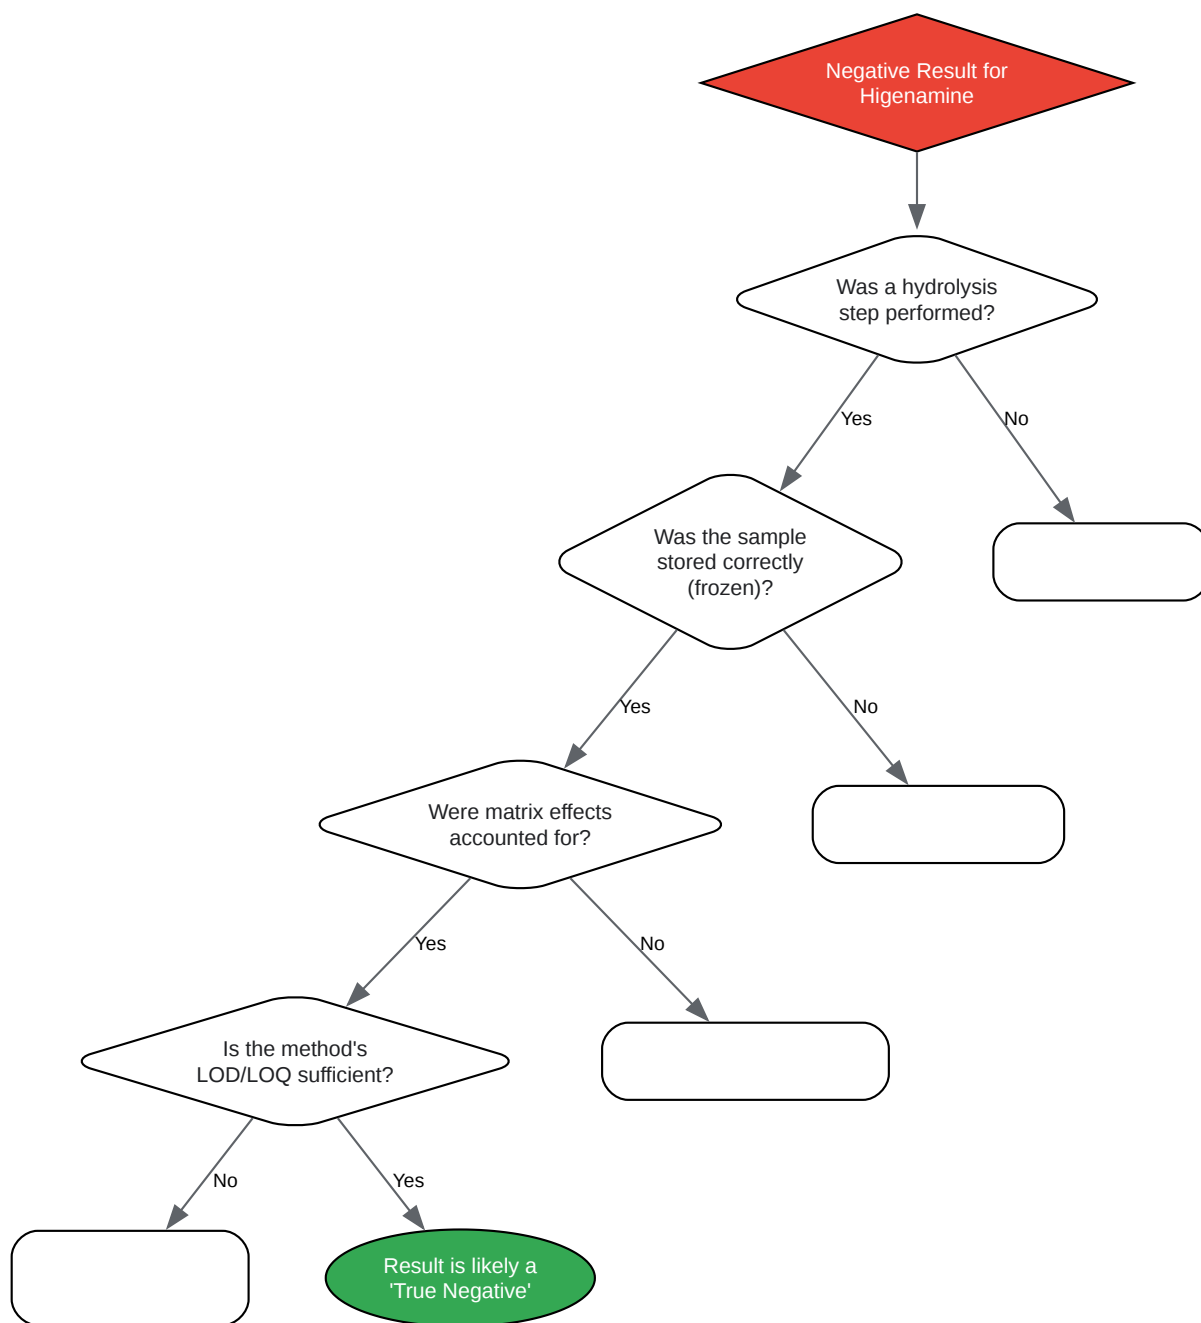 Negative Result for
Higenamine
Was a hydrolysis
step performed?
Yes
No
Was the sample
stored correctly
(frozen)?
Yes
No
Were matrix effects
accounted for?
Yes
No
Is the method's
LOD/LOQ sufficient?
No
Yes
Result is likely a
'True Negative'